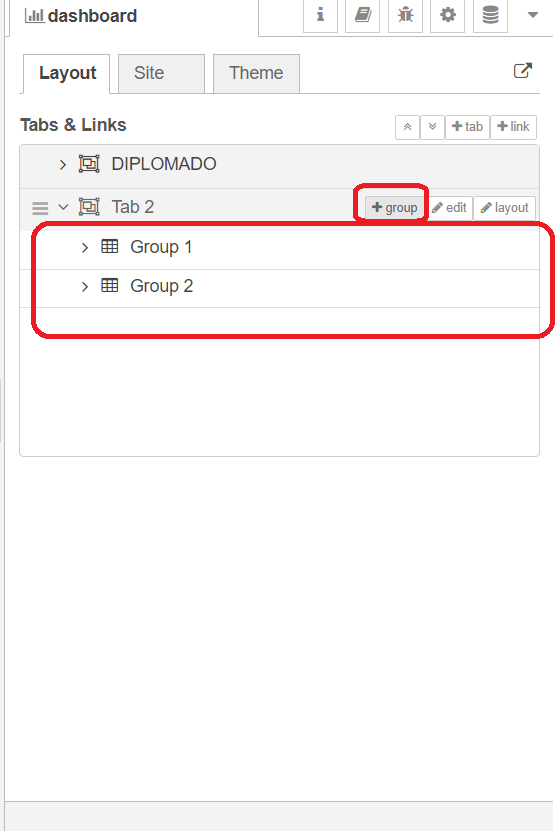 dashboard
Layout Site Theme
Tabs & Links
tab link
DIPLOMADO
Tab 2 group edit layout
Group 1
Group 2